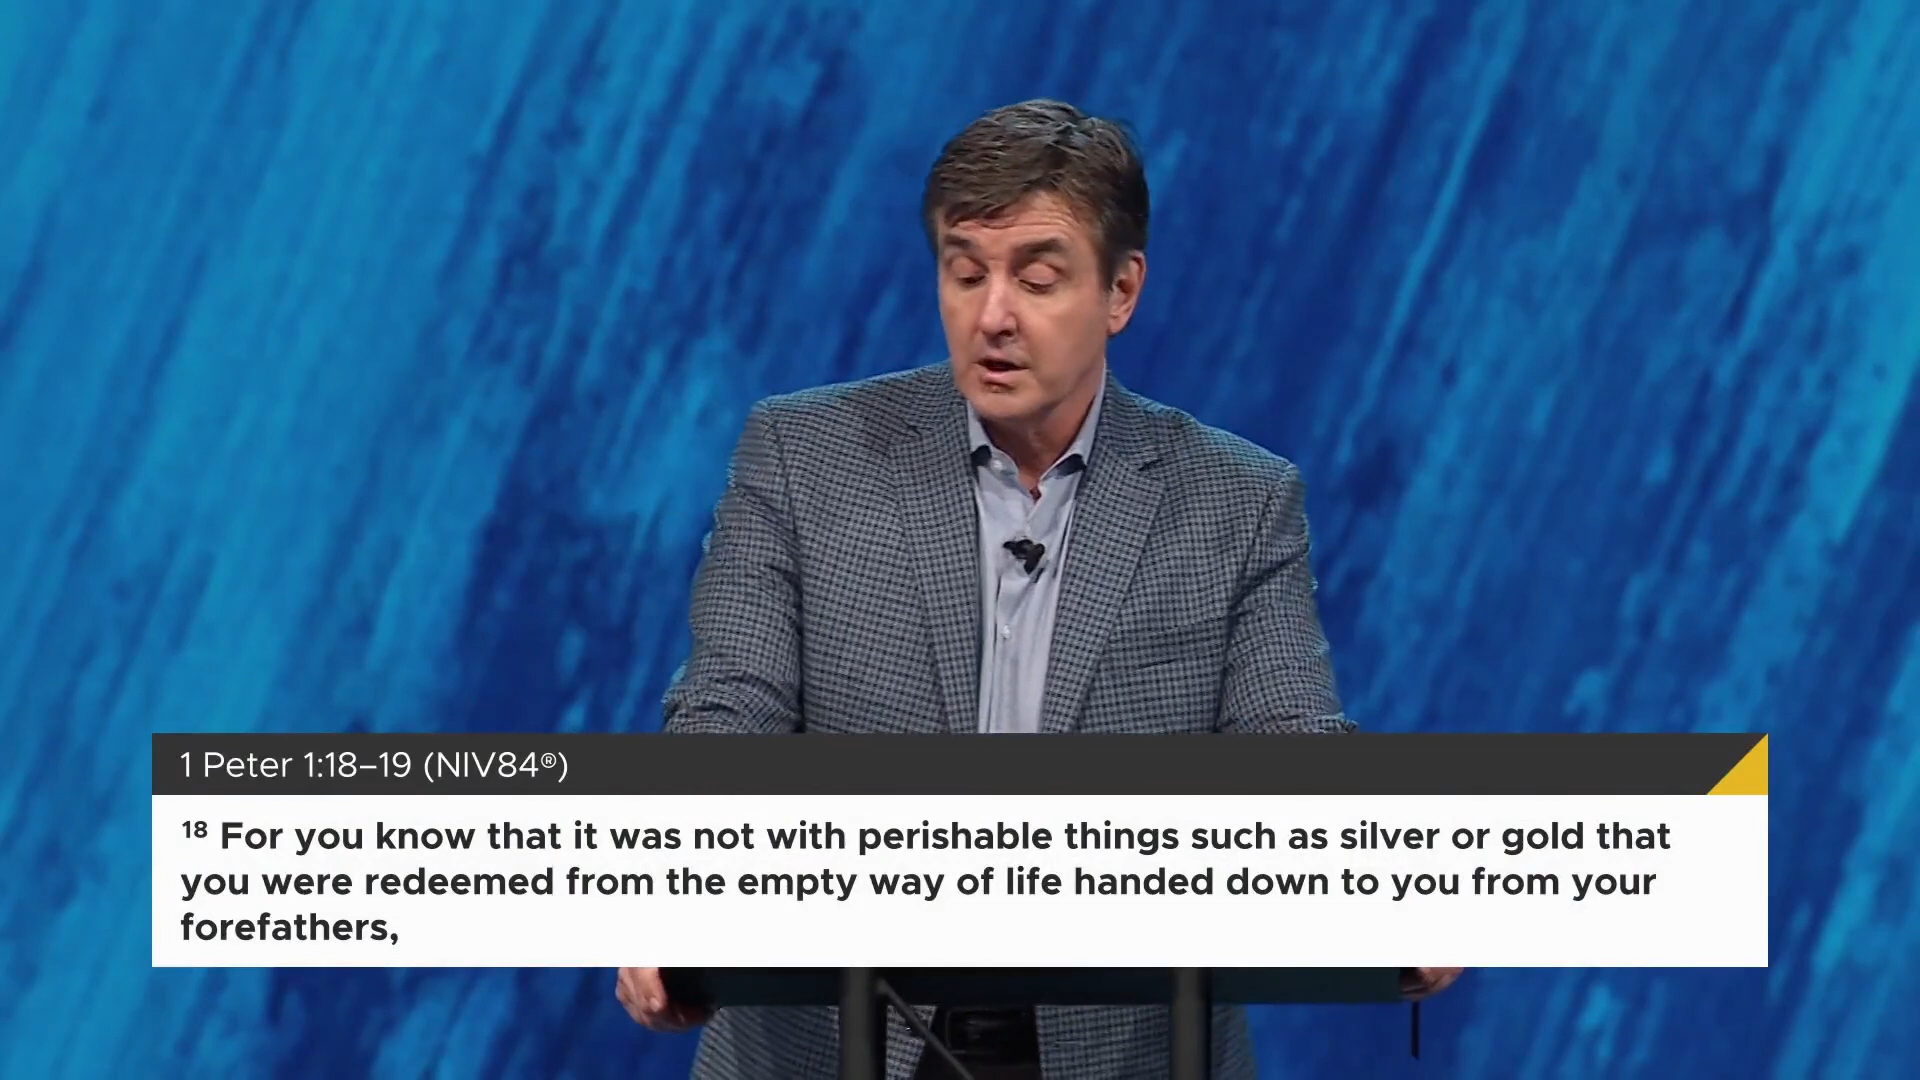 1 Peter 1:18–19 (NIV84®)
18 For you know that it was not with perishable things such as silver or gold that
you were redeemed from the empty way of life handed down to you from your
forefathers,